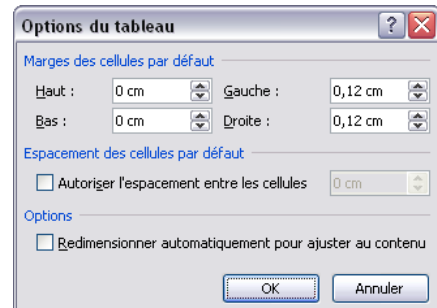 Options du tableau
Marges des cellules par défaut
Haut : 0 cm Gauche : 0,12 cm
Bas : 0 cm Droite : 0,12 cm
Espacement des cellules par défaut
Autoriser l'espacement entre les cellules 0 cm
Options
Redimensionner automatiquement pour ajuster au contenu
OK Annuler